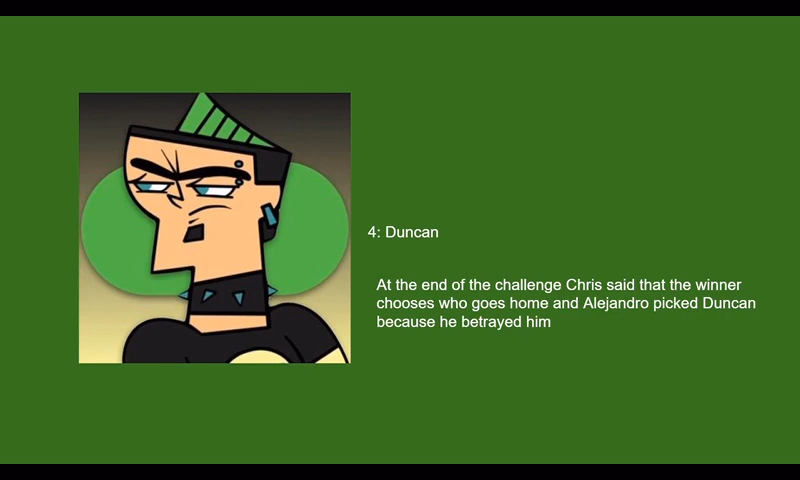 4: Duncan
At the end of the challenge Chris said that the winner
chooses who goes home and Alejandro picked Duncan
because he betrayed him